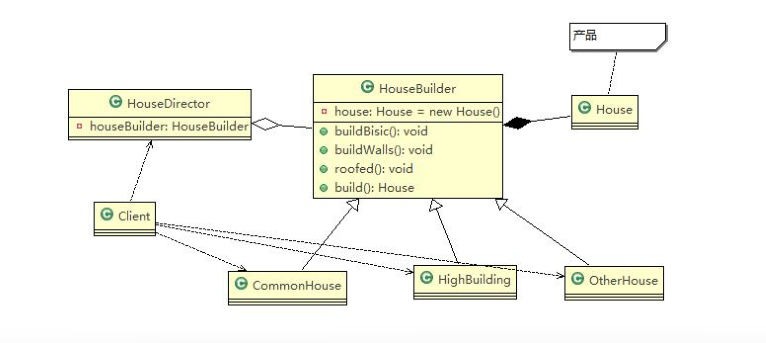 产品
HouseBuilder
house: House = new House()
buildBisic(): void
buildWalls(): void
roofed(): void
build(): House
HouseDirector
houseBuilder: HouseBuilder
House
Client
CommonHouse
HighBuilding
OtherHouse